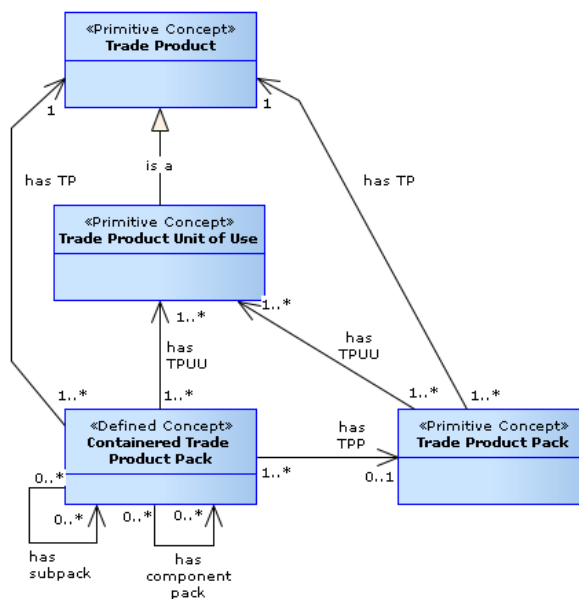 «Primitive Concept»
Trade Product
1
1
has TP
is a
has TP
«Primitive Concept»
Trade Product Unit of Use
1..*
1..*
has
TPUU
has
TPUU
1..*
1..*
1..*
1..*
«Defined Concept»
Containered Trade
Product Pack
has
TPP
1..*
0..1
«Primitive Concept»
Trade Product Pack
0..*
0..*
0..*
0..*
has
subpack
has
component
pack